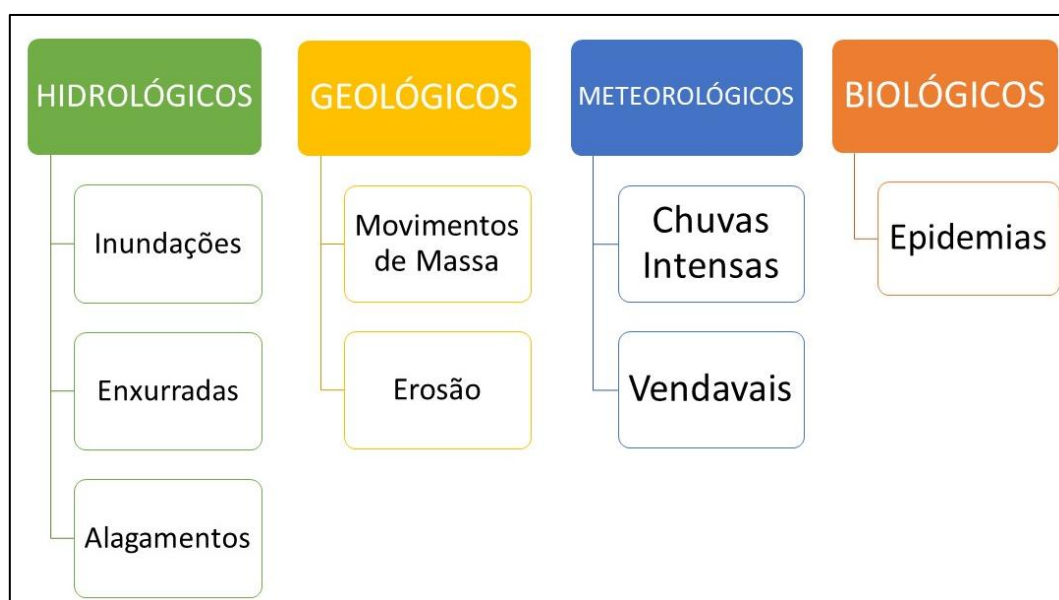 HIDROLÓGICOS
Inundações
Enxurradas
Alagamentos
GEOLÓGICOS
Movimentos
de Massa
Erosão
METEOROLÓGICOS
Chuvas
Intensas
Vendavais
BIOLÓGICOS
Epidemias